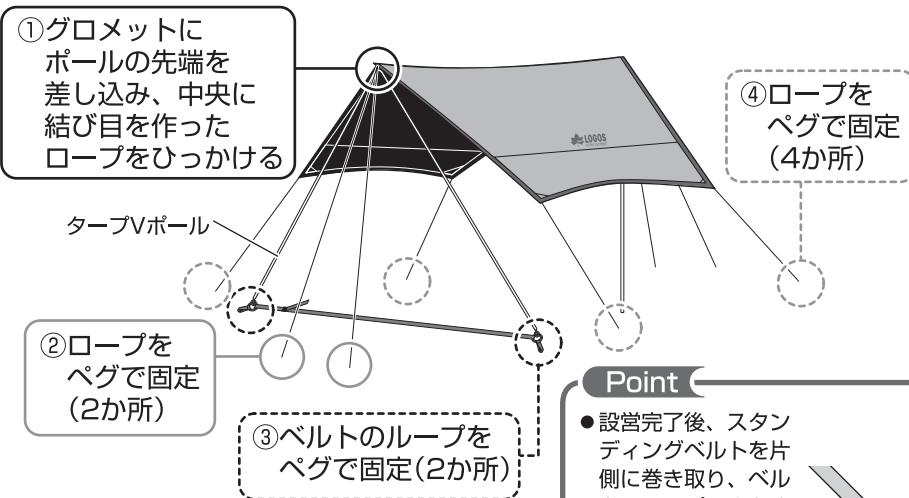 ①グロメットに
ポールの先端を
差し込み、中央に
結び目を作った
ロープをひっかける
タープVポール
LOGOS
④ロープを
ペグで固定
(4か所)
②ロープを
ペグで固定
(2か所)
③ベルトのループを
ペグで固定(2か所)
Point
●設営完了後、スタン
ディングベルトを片
側に巻き取り、ベル